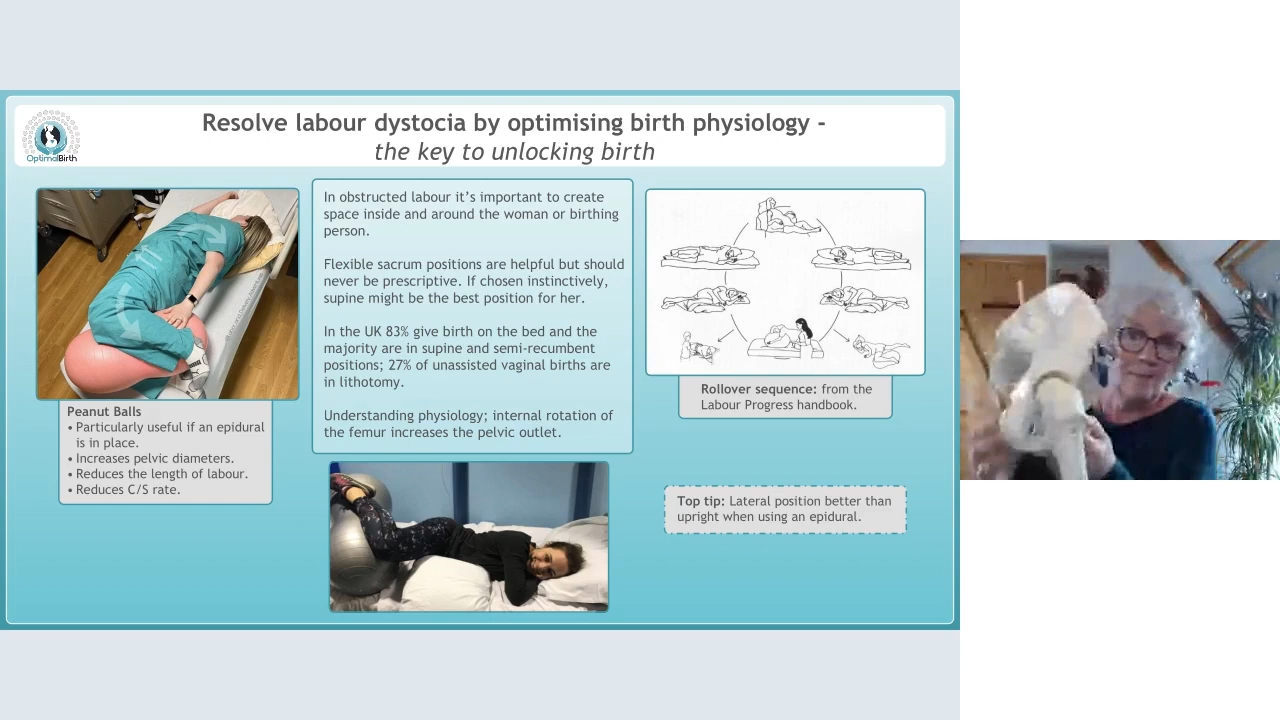 Resolve labour dystocia by optimising birth physiology -
the key to unlocking birth
OptimalBirth
Peanut Balls
• Particularly useful if an epidural
is in place.
• Increases pelvic diameters.
• Reduces the length of labour.
• Reduces C/S rate.
In obstructed labour it’s important to create
space inside and around the woman or birthing
person.
Flexible sacrum positions are helpful but should
never be prescriptive. If chosen instinctively,
supine might be the best position for her.
In the UK 83% give birth on the bed and the
majority are in supine and semi-recumbent
positions; 27% of unassisted vaginal births are
in lithotomy.
Understanding physiology; internal rotation of
the femur increases the pelvic outlet.
Rollover sequence: from the
Labour Progress handbook.
Top tip: Lateral position better than
upright when using an epidural.